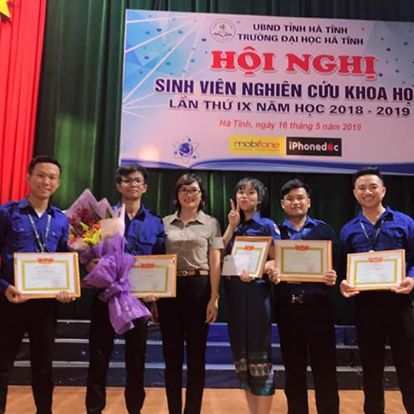 UBND TỈNH HÀ TĨNH
TRƯỜNG ĐẠI HỌC HÀ TĨNH
HỘI NGHỊ
SINH VIÊN NGHIÊN CỨU KHOA HỌ
LẦN THỨ IX NĂM HỌC 2018 - 2019
Hà Tĩnh, ngày 16 tháng 5 năm 2019
mobifone iPhonedoc